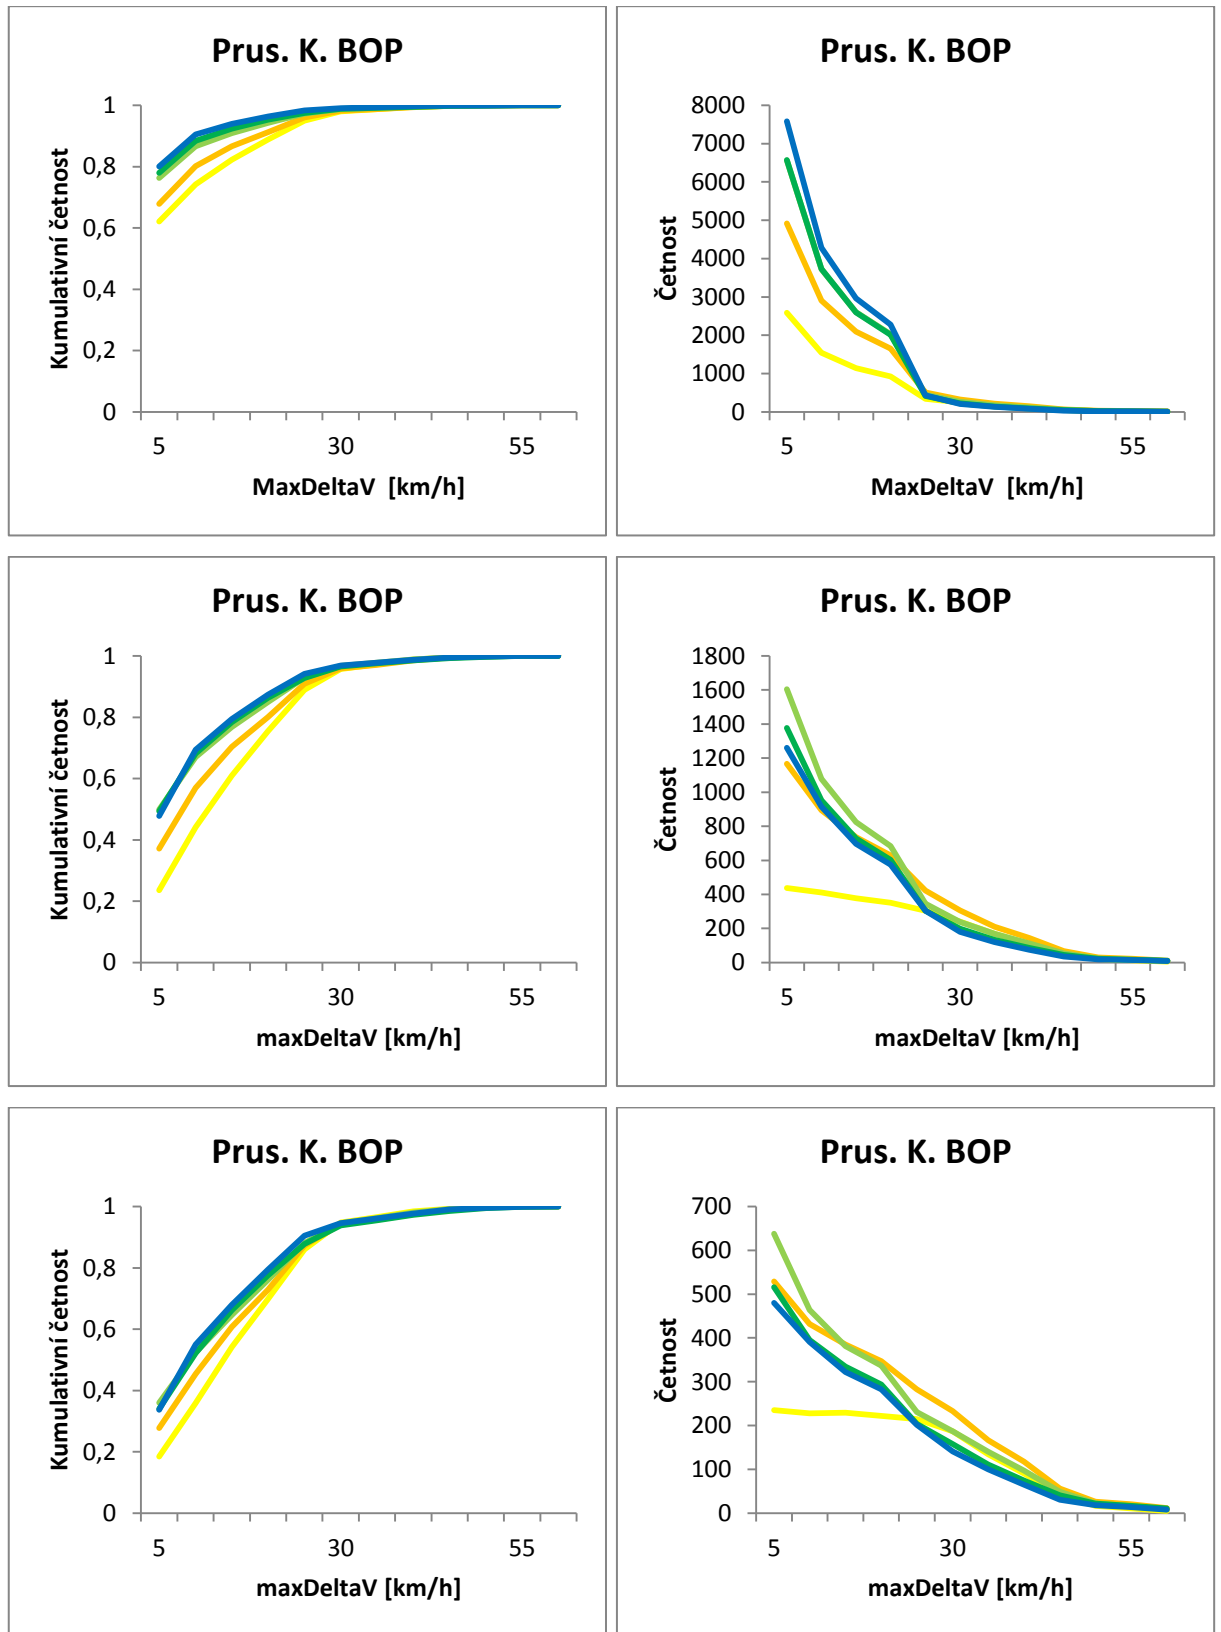 Prus. K. BOP
Kumulativní četnost
1
0,8
0,6
0,4
0,2
0
5 30 55
MaxDeltaV [km/h]
Prus. K. BOP
Četnost
8000
7000
6000
5000
4000
3000
2000
1000
0
5 30 55
MaxDeltaV [km/h]
Prus. K. BOP
Kumulativní četnost
1
0,8
0,6
0,4
0,2
0
5 30 55
maxDeltaV [km/h]
Prus. K. BOP
Četnost
1800
1600
1400
1200
1000
800
600
400
200
0
5 30 55
maxDeltaV [km/h]
Prus. K. BOP
Kumulativní četnost
1
0,8
0,6
0,4
0,2
0
5 30 55
maxDeltaV [km/h]
Prus. K. BOP
Četnost
700
600
500
400
300
200
100
0
5 30 55
maxDeltaV [km/h]